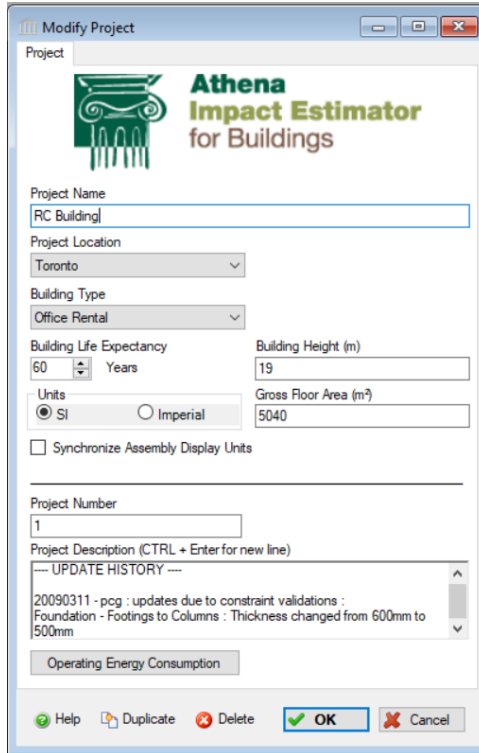 Modify Project
Project
Athena
Impact Estimator
for Buildings
Project Name
RC Building
Project Location
Toronto
Building Type
Office Rental
Building Life Expectancy
Building Height (m)
60 Years
19
Units
Gross Floor Area (m²)
SI Imperial
5040
Synchronize Assembly Display Units
Project Number
1
Project Description (CTRL + Enter for new line)
---- UPDATE HISTORY ----
20090311 - pcg : updates due to constraint validations :
Foundation - Footings to Columns : Thickness changed from 600mm to
500mm
Operating Energy Consumption
Help Duplicate Delete OK Cancel